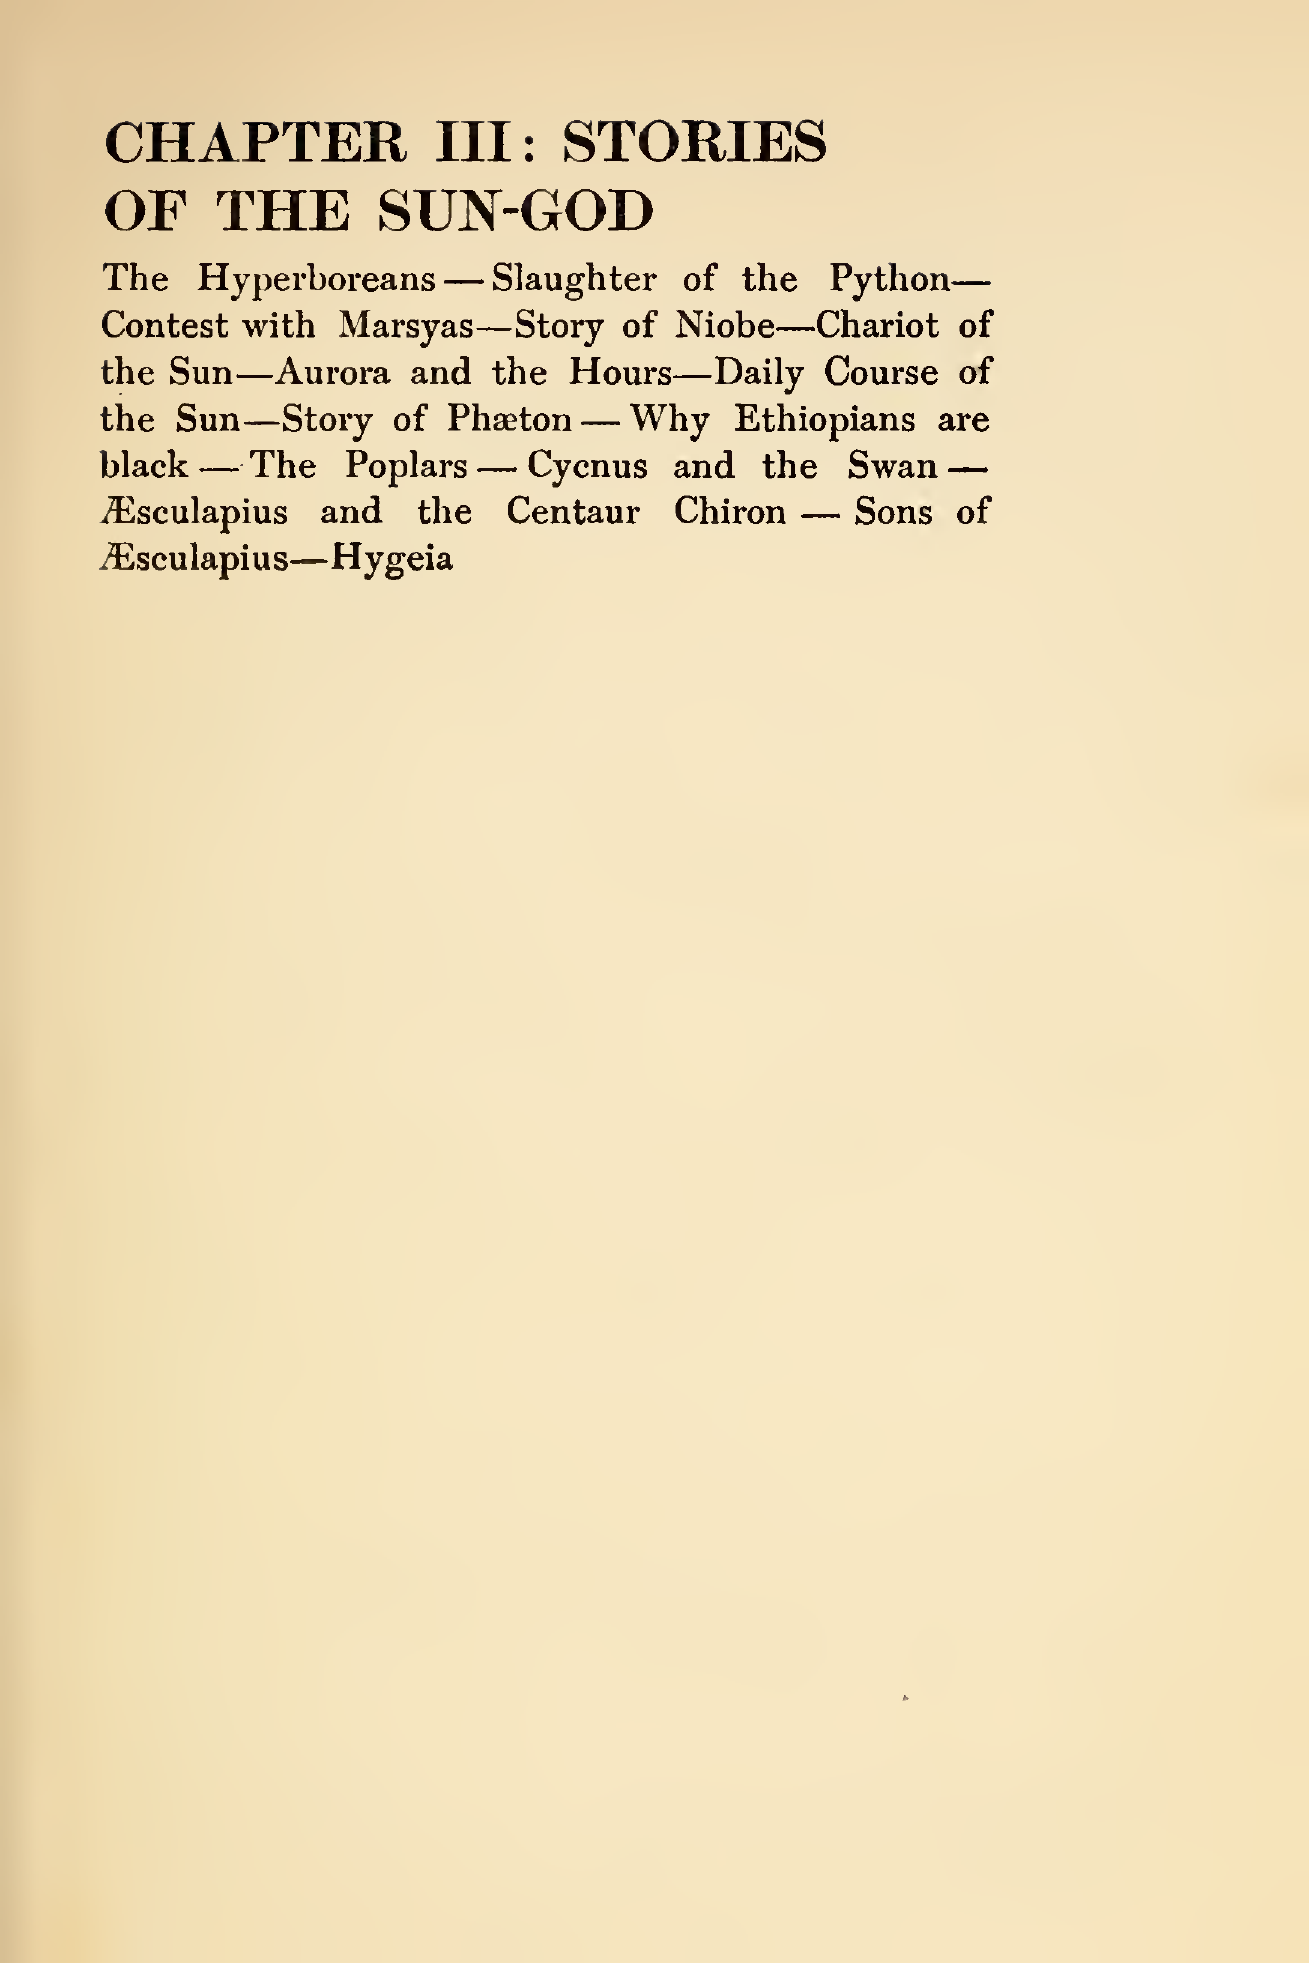 CHAPTER III: STORIES
OF THE SUN-GOD
The Hyperboreans — Slaughter of the Python—
Contest with Marsyas—Story of Niobe—Chariot of
the Sun—Aurora and the Hours—Daily Course of
the Sun—Story of Phæton — Why Ethiopians are
black — The Poplars — Cycnus and the Swan —
Æsculapius and the Centaur Chiron — Sons of
Æsculapius—Hygeia